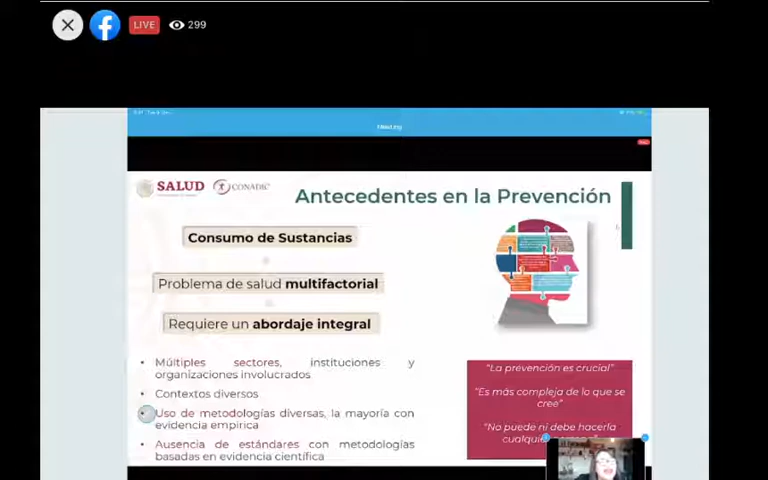 LIVE 299
SALUD CONADIC
Antecedentes en la Prevención
Consumo de Sustancias
Problema de salud multifactorial
Requiere un abordaje integral
• Múltiples sectores, instituciones y
organizaciones involucrados
• Contextos diversos
• Uso de metodologías diversas, la mayoría con
evidencia empírica
• Ausencia de estándares con metodologías
basadas en evidencia científica
"La prevención es crucial"
"Es más compleja de lo que se
cree"
"No puede ni debe hacerla